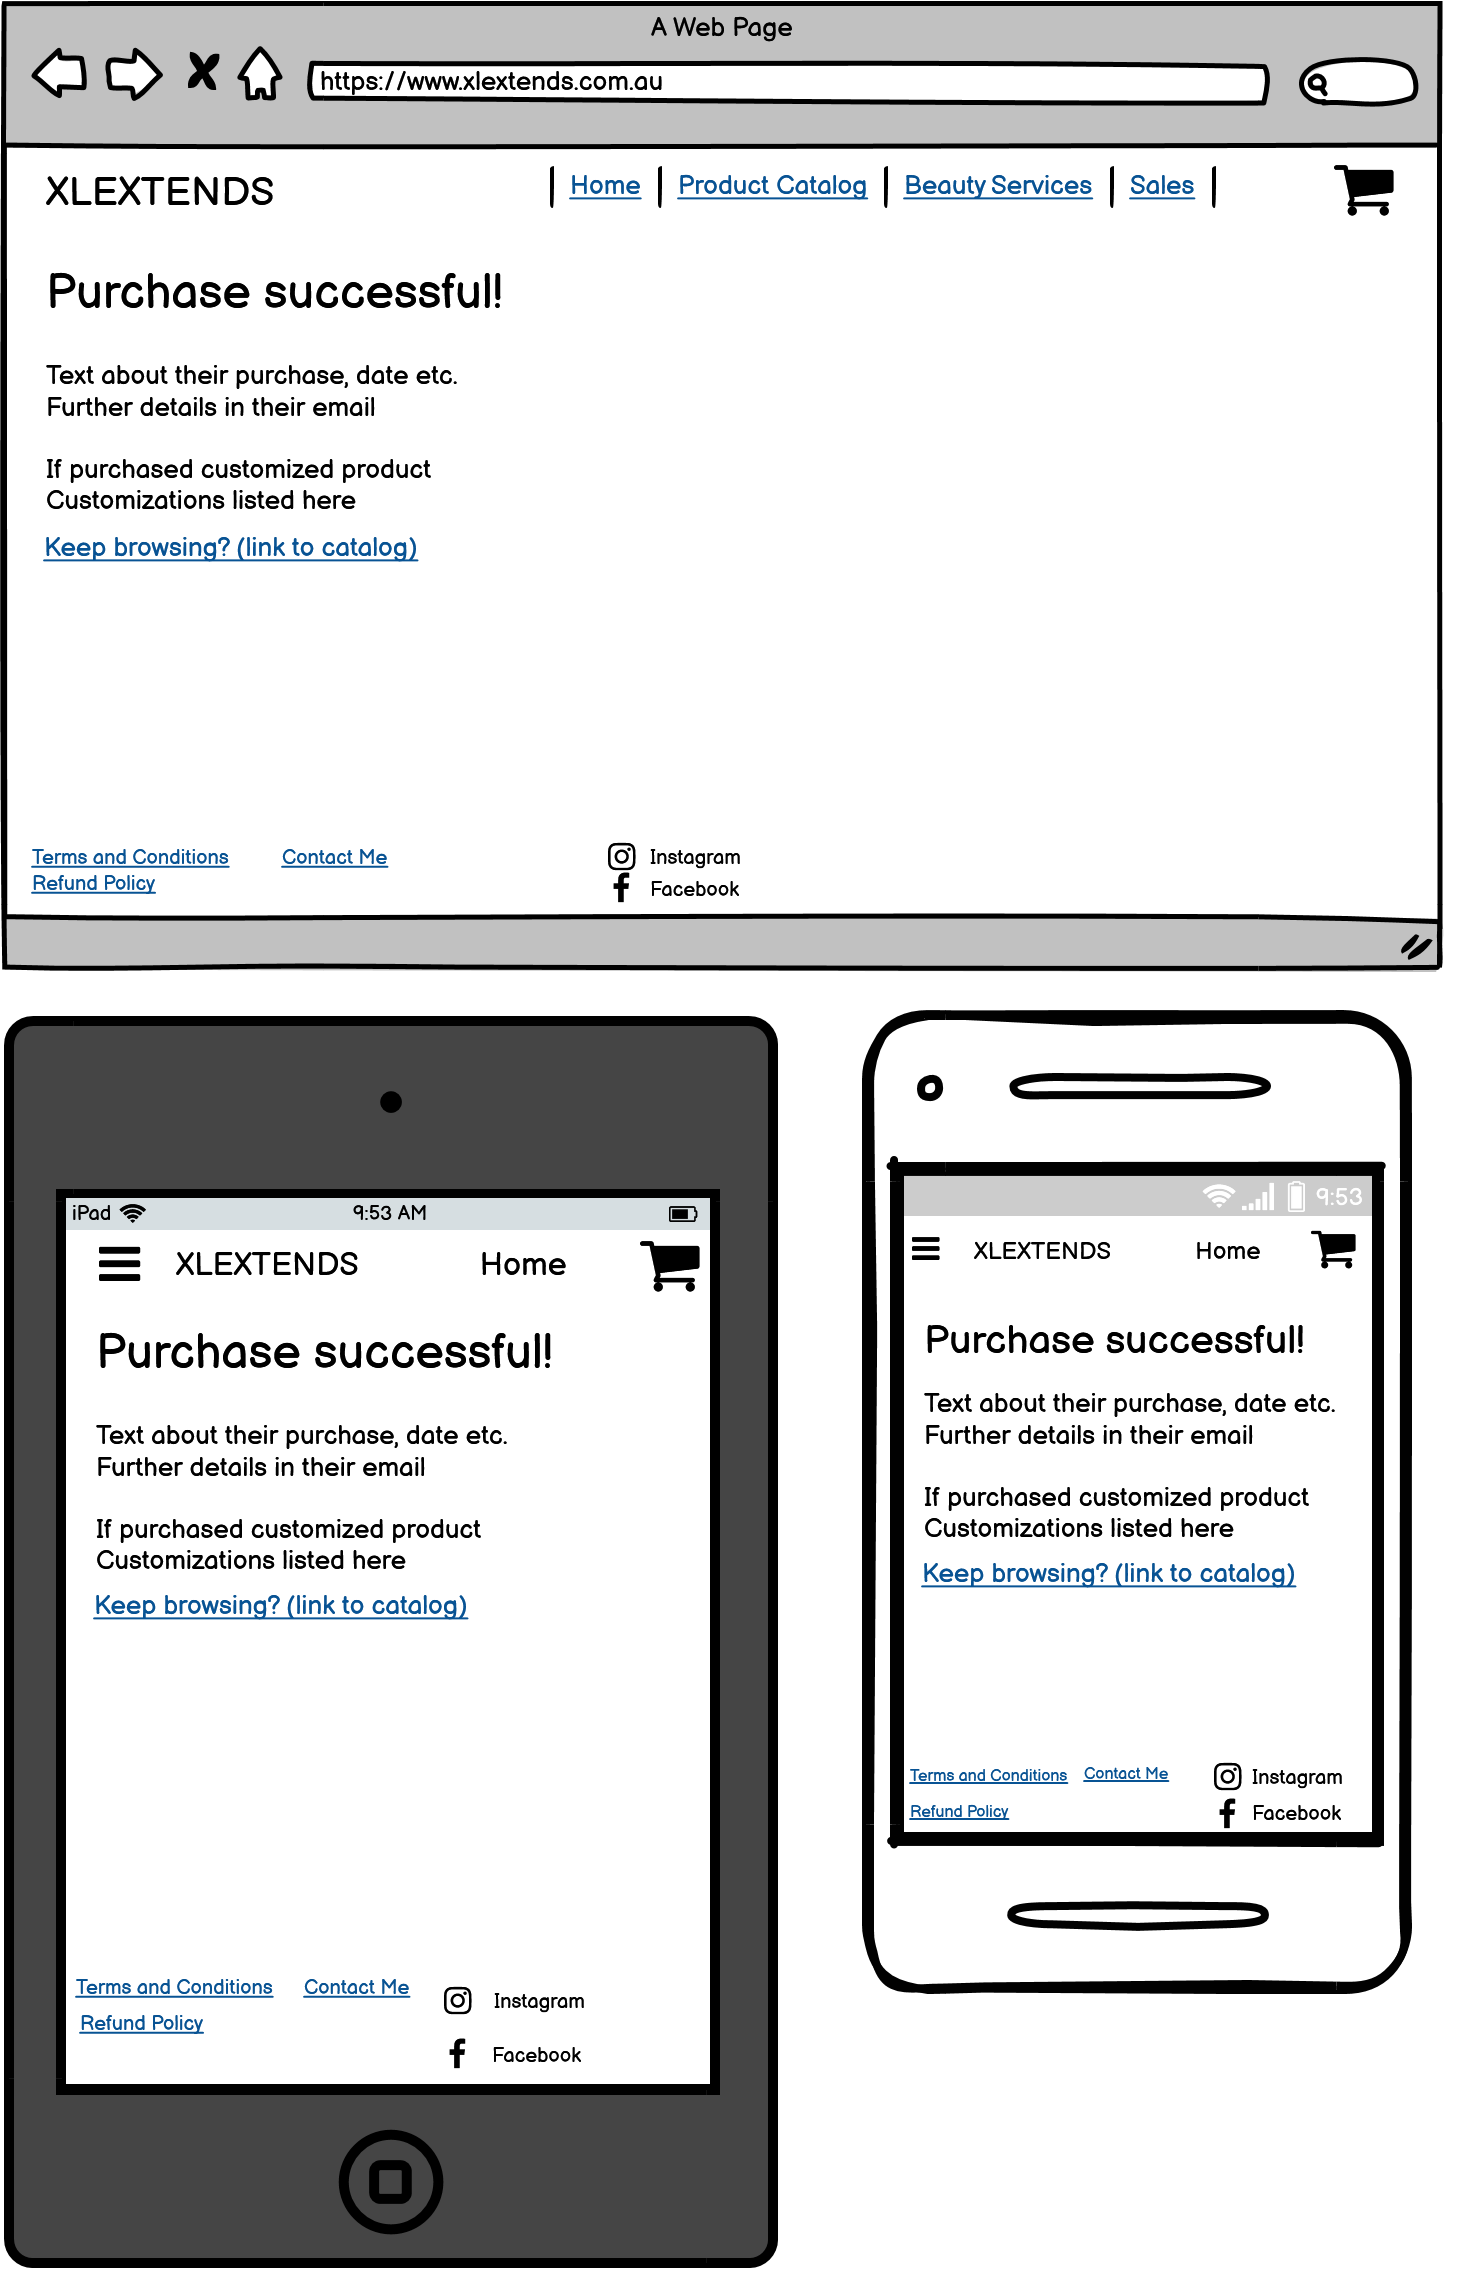 A Web Page
https://www.xlextends.com.au
XLEXTENDS
Home
Product Catalog
Beauty Services
Sales
Purchase successful!
Text about their purchase, date etc.
Further details in their email
If purchased customized product
Customizations listed here
Keep browsing? (link to catalog)
Terms and Conditions
Contact Me
Refund Policy
Instagram
Facebook
iPad
9:53 AM
XLEXTENDS
Home
Purchase successful!
Text about their purchase, date etc.
Further details in their email
If purchased customized product
Customizations listed here
Keep browsing? (link to catalog)
Terms and Conditions
Contact Me
Refund Policy
Instagram
Facebook
9:53
XLEXTENDS
Home
Purchase successful!
Text about their purchase, date etc.
Further details in their email
If purchased customized product
Customizations listed here
Keep browsing? (link to catalog)
Terms and Conditions
Contact Me
Refund Policy
Instagram
Facebook